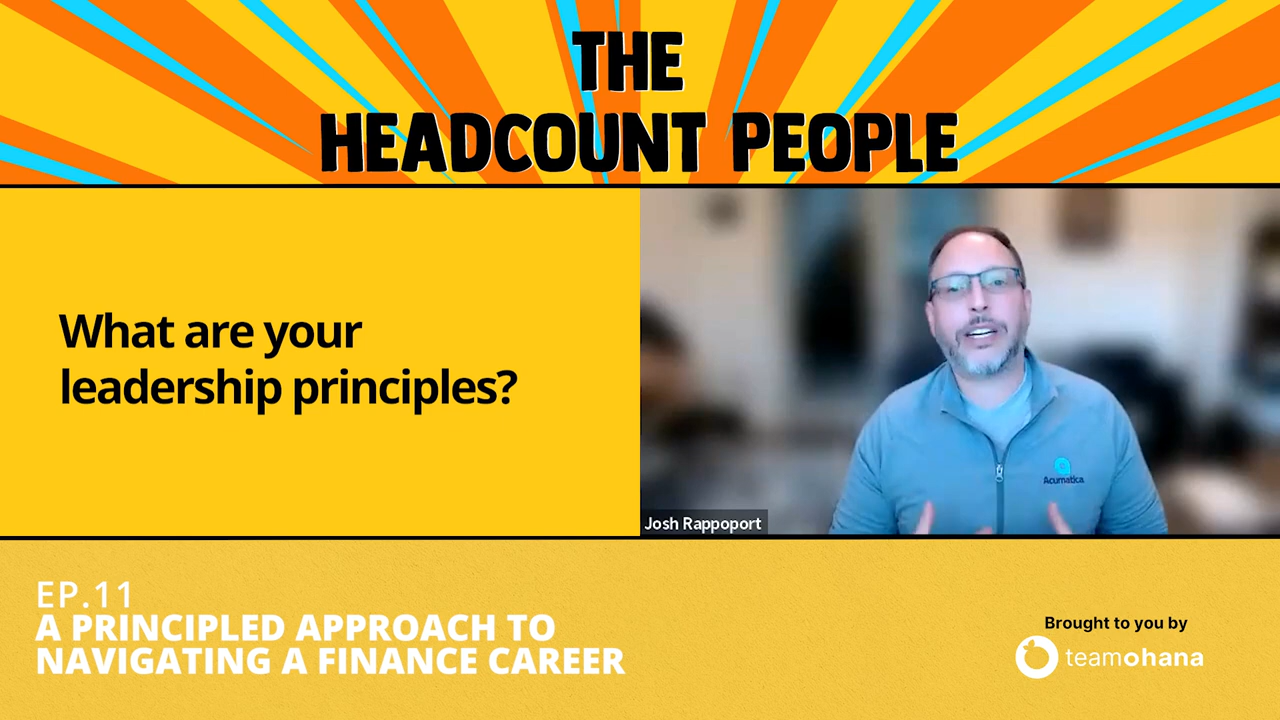 THE
HEADCOUNT PEOPLE
What are your
leadership principles?
Acumatica
Josh Rappoport
EP.11
A PRINCIPLED APPROACH TO
NAVIGATING A FINANCE CAREER
Brought to you by
teamohana